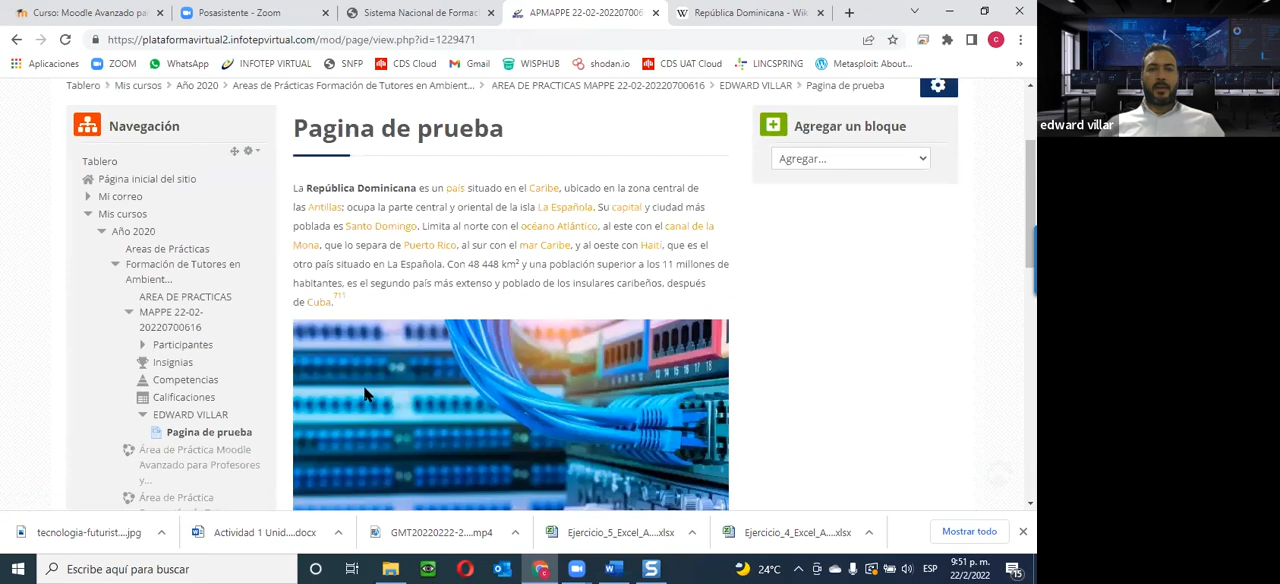 Curso: Moodle Avanzado pa
Posasistente - Zoom
Sistema Nacional de Formac
APMAPPE 22-02-202207006
República Dominicana - Wik
https://plataformavirtual2.infotepvirtual.com/mod/page/view.php?id=1229471
Aplicaciones
ZOOM
WhatsApp
INFOTEP VIRTUAL
SNFP
CDS Cloud
Gmail
WISPHUB
shodan.io
CDS UAT Cloud
LINCSPRING
Metasploit: About...
»
Tablero > Mis cursos > Año 2020 > Areas de Prácticas Formación de Tutores en Ambient... > AREA DE PRACTICAS MAPPE 22-02-20220700616 > EDWARD VILLAR > Pagina de prueba
Navegación
Tablero
Página inicial del sitio
Mi correo
Mis cursos
Año 2020
Areas de Prácticas
Formación de Tutores en
Ambient...
AREA DE PRACTICAS
MAPPE 22-02-
20220700616
Participantes
Insignias
Competencias
Calificaciones
EDWARD VILLAR
Pagina de prueba
Área de Práctica Moodle
Avanzado para Profesores
y...
Área de Práctica
Pagina de prueba
La República Dominicana es un país situado en el Caribe, ubicado en la zona central de
las Antillas; ocupa la parte central y oriental de la isla La Española. Su capital y ciudad más
poblada es Santo Domingo. Limita al norte con el océano Atlántico, al este con el canal de la
Mona, que lo separa de Puerto Rico, al sur con el mar Caribe, y al oeste con Haití, que es el
otro país situado en La Española. Con 48 448 km² y una población superior a los 11 millones de
habitantes, es el segundo país más extenso y poblado de los insulares caribeños, después
de Cuba.711
Agregar un bloque
Agregar...
edward villar
tecnologia-futurist....jpg
Actividad 1 Unid....docx
GMT20220222-2....mp4
Ejercicio_5_Excel_A....xlsx
Ejercicio_4_Excel_A....xlsx
Mostrar todo
Escribe aquí para buscar
24°C
ESP
9:51 p. m.
22/2/2022
15